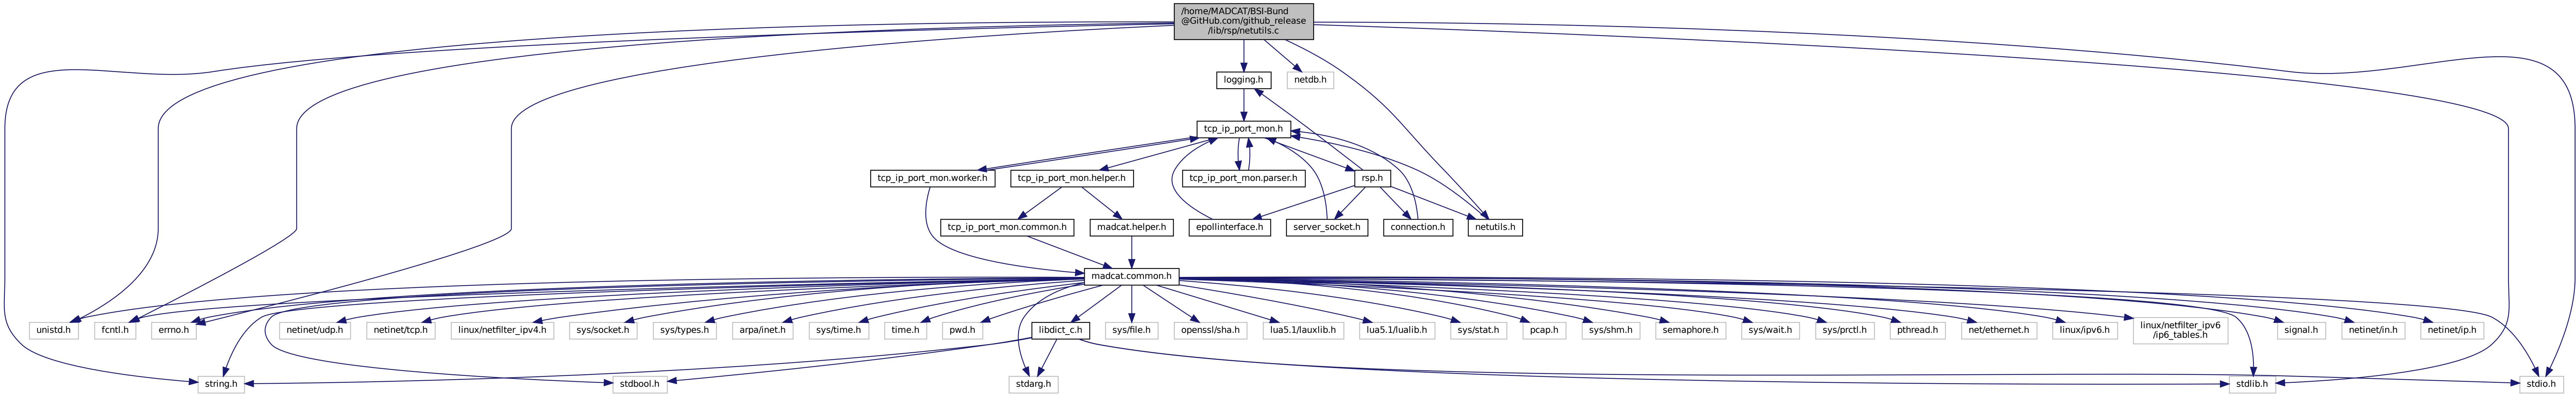 /home/MADCAT/BSI-Bund
@GitHub.com/github_release
/lib/rsp/netutils.c
logging.h
netdb.h
tcp_ip_port_mon.h
tcp_ip_port_mon.worker.h
tcp_ip_port_mon.helper.h
tcp_ip_port_mon.parser.h
rsp.h
tcp_ip_port_mon.common.h
madcat.helper.h
epollinterface.h
server_socket.h
connection.h
netutils.h
madcat.common.h
unistd.h
fcntl.h
errno.h
netinet/udp.h
netinet/tcp.h
linux/netfilter_ipv4.h
sys/socket.h
sys/types.h
arpa/inet.h
sys/time.h
time.h
pwd.h
libdict_c.h
sys/file.h
openssl/sha.h
lua5.1/lauxlib.h
lua5.1/lualib.h
sys/stat.h
pcap.h
sys/shm.h
semaphore.h
sys/wait.h
sys/prctl.h
pthread.h
net/ethernet.h
linux/ipv6.h
linux/netfilter_ipv6
/ip6_tables.h
signal.h
netinet/in.h
netinet/ip.h
string.h
stdbool.h
stdarg.h
stdlib.h
stdio.h